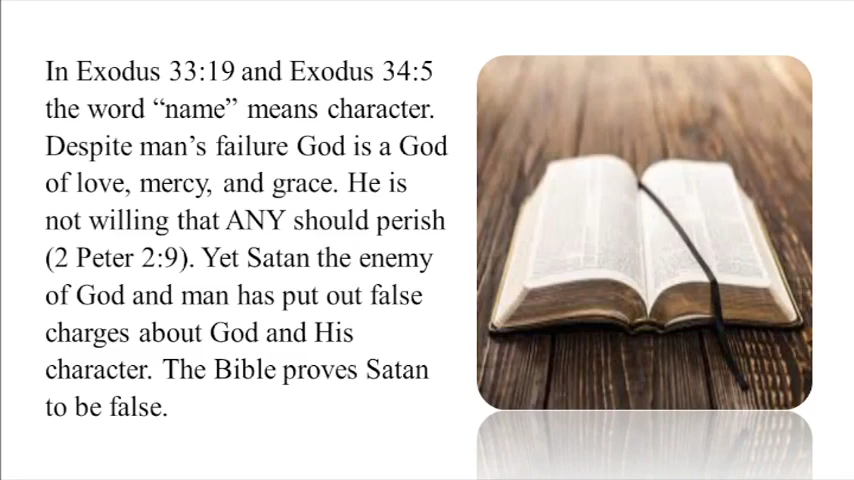 In Exodus 33:19 and Exodus 34:5
the word “name” means character.
Despite man’s failure God is a God
of love, mercy, and grace. He is
not willing that ANY should perish
(2 Peter 2:9). Yet Satan the enemy
of God and man has put out false
charges about God and His
character. The Bible proves Satan
to be false.